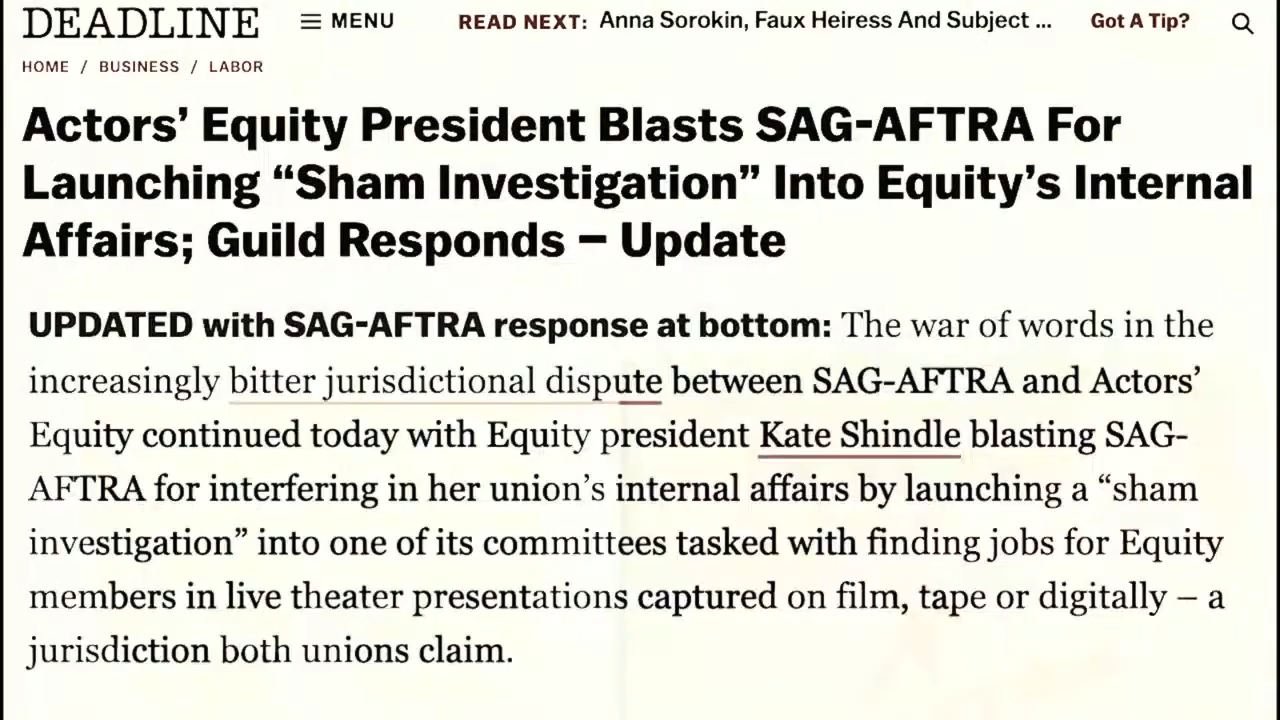 DEADLINE MENU READ NEXT: Anna Sorokin, Faux Heiress And Subject ... Got A Tip?
HOME / BUSINESS / LABOR
Actors’ Equity President Blasts SAG-AFTRA For
Launching “Sham Investigation” Into Equity’s Internal
Affairs; Guild Responds – Update
UPDATED with SAG-AFTRA response at bottom: The war of words in the
increasingly bitter jurisdictional dispute between SAG-AFTRA and Actors’
Equity continued today with Equity president Kate Shindle blasting SAG-
AFTRA for interfering in her union’s internal affairs by launching a “sham
investigation” into one of its committees tasked with finding jobs for Equity
members in live theater presentations captured on film, tape or digitally – a
jurisdiction both unions claim.